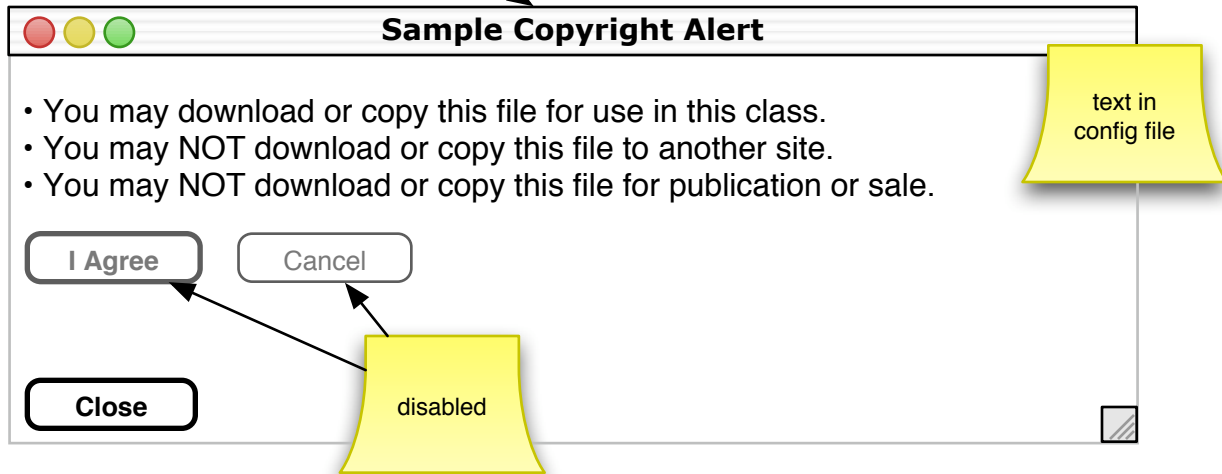 Sample Copyright Alert
text in
config file
• You may download or copy this file for use in this class.
• You may NOT download or copy this file to another site.
• You may NOT download or copy this file for publication or sale.
I Agree
Cancel
Close
disabled